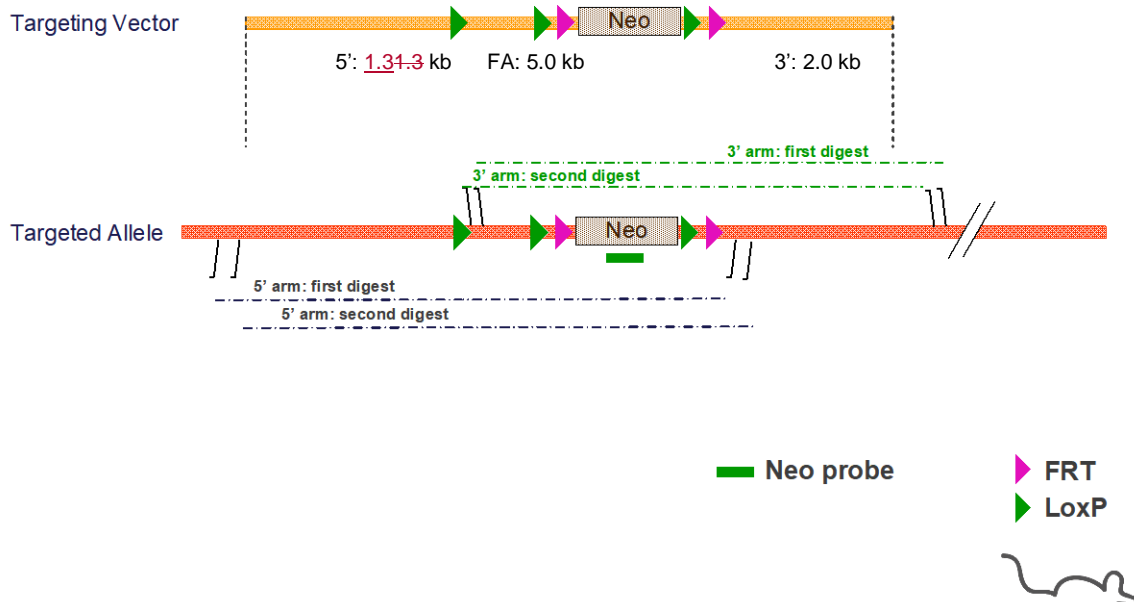 Targeting Vector
Neo
5’: 1.31.3 kb FA: 5.0 kb 3’: 2.0 kb
3’ arm: first digest
3’ arm: second digest
Targeted Allele
Neo
5’ arm: first digest
5’ arm: second digest
Neo probe
FRT
LoxP